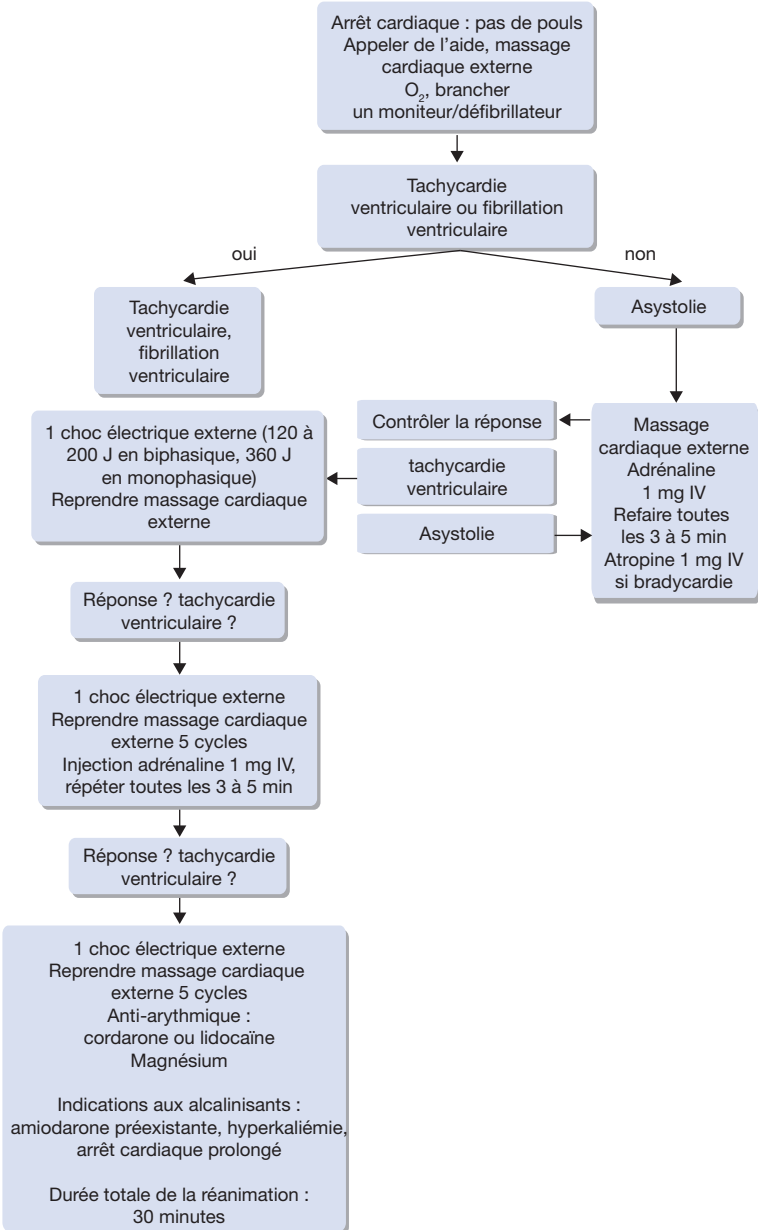 Arrêt cardiaque : pas de pouls
Appeler de l'aide, massage
cardiaque externe
O₂, brancher
un moniteur/défibrillateur
Tachycardie
ventriculaire ou fibrillation
ventriculaire
oui
non
Tachycardie
ventriculaire,
fibrillation
ventriculaire
Asystolie
1 choc électrique externe (120 à
200 J en biphasique, 360 J
en monophasique)
Reprendre massage cardiaque
externe
Contrôler la réponse
tachycardie
ventriculaire
Asystolie
Massage
cardiaque externe
Adrénaline
1 mg IV
Refaire toutes
les 3 à 5 min
Atropine 1 mg IV
si bradycardie
Réponse ? tachycardie
ventriculaire ?
1 choc électrique externe
Reprendre massage cardiaque
externe 5 cycles
Injection adrénaline 1 mg IV,
répéter toutes les 3 à 5 min
Réponse ? tachycardie
ventriculaire ?
1 choc électrique externe
Reprendre massage cardiaque
externe 5 cycles
Anti-arythmique :
cordarone ou lidocaïne
Magnésium
Indications aux alcalinisants :
amiodarone préexistante, hyperkaliémie,
arrêt cardiaque prolongé
Durée totale de la réanimation :
30 minutes